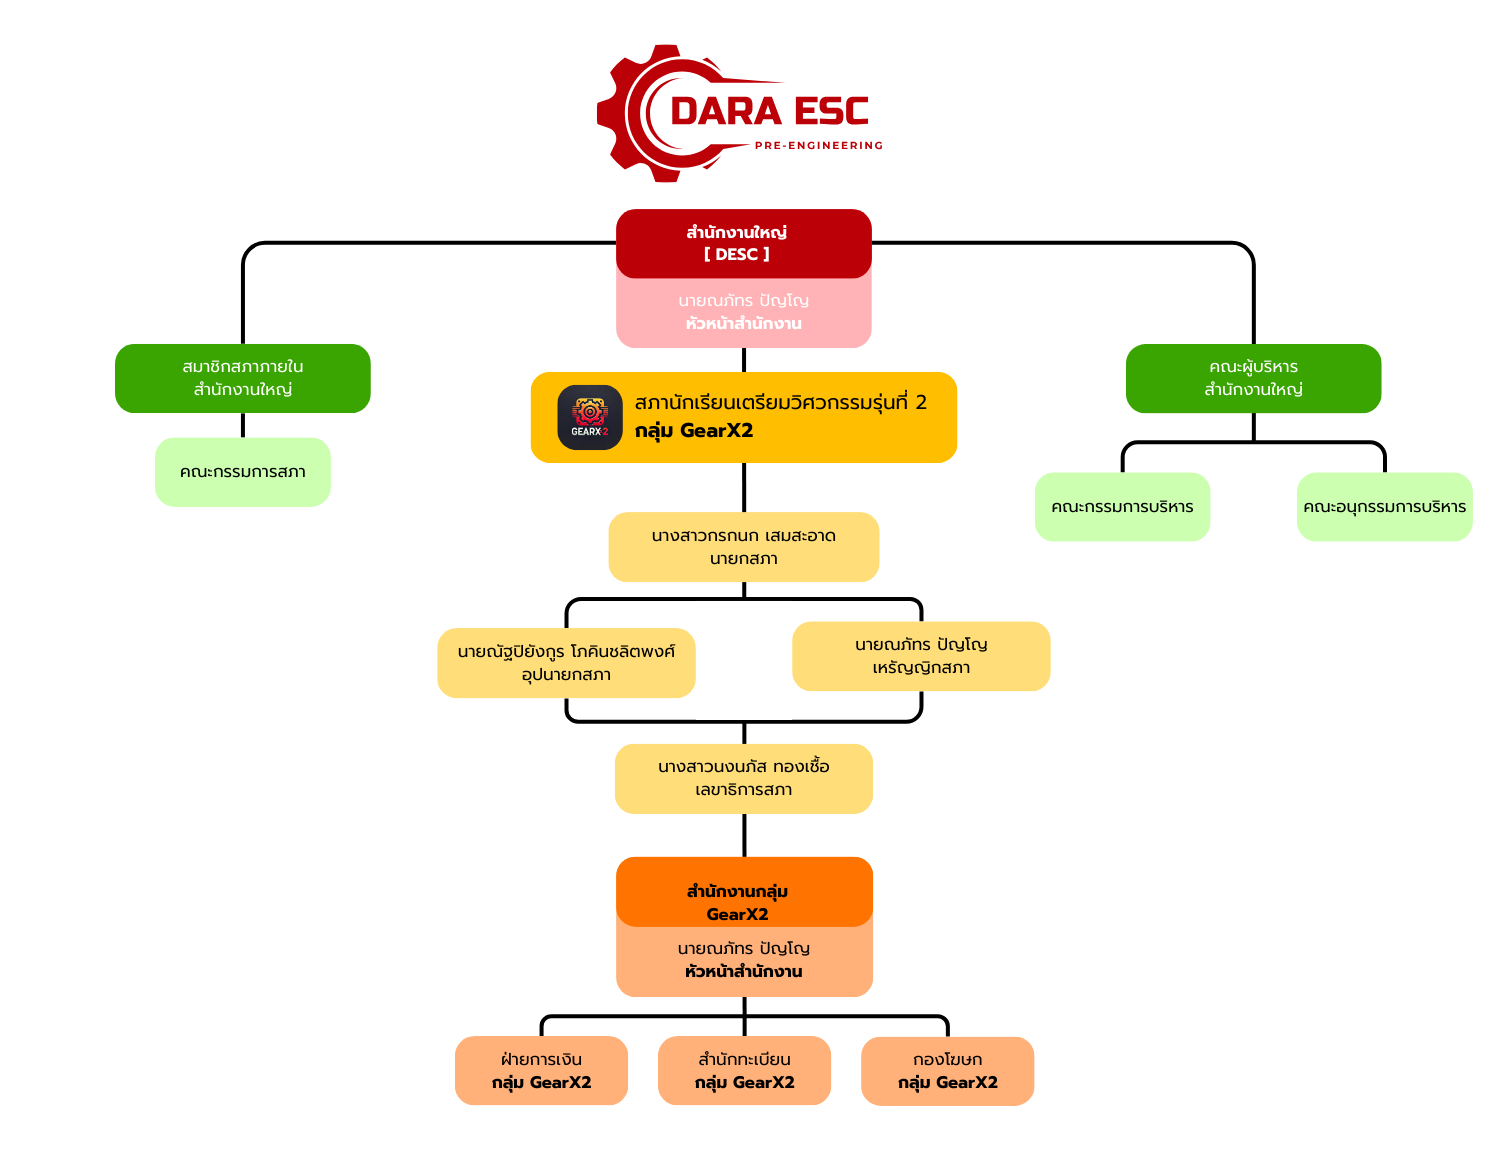 DARA ESC
PRE-ENGINEERING
สำนักงานใหญ่
[ DESC ]
นายณภัทร ปัญโญ
หัวหน้าสำนักงาน
สมาชิกสภาภายใน
สำนักงานใหญ่
คณะกรรมการสภา
คณะผู้บริหาร
สำนักงานใหญ่
คณะกรรมการบริหาร
คณะอนุกรรมการบริหาร
GEARX-2
สภานักเรียนเตรียมวิศวกรรมรุ่นที่ 2
กลุ่ม GearX2
นางสาวกรกนก เสมสะอาด
นายกสภา
นายณัฐปิยังกูร โภคินชลิตพงศ์
อุปนายกสภา
นายณภัทร ปัญโญ
เหรัญญิกสภา
นางสาวนงนภัส ทองเชื้อ
เลขาธิการสภา
สำนักงานกลุ่ม
GearX2
นายณภัทร ปัญโญ
หัวหน้าสำนักงาน
ฝ่ายการเงิน
กลุ่ม GearX2
สำนักทะเบียน
กลุ่ม GearX2
กองโฆษก
กลุ่ม GearX2